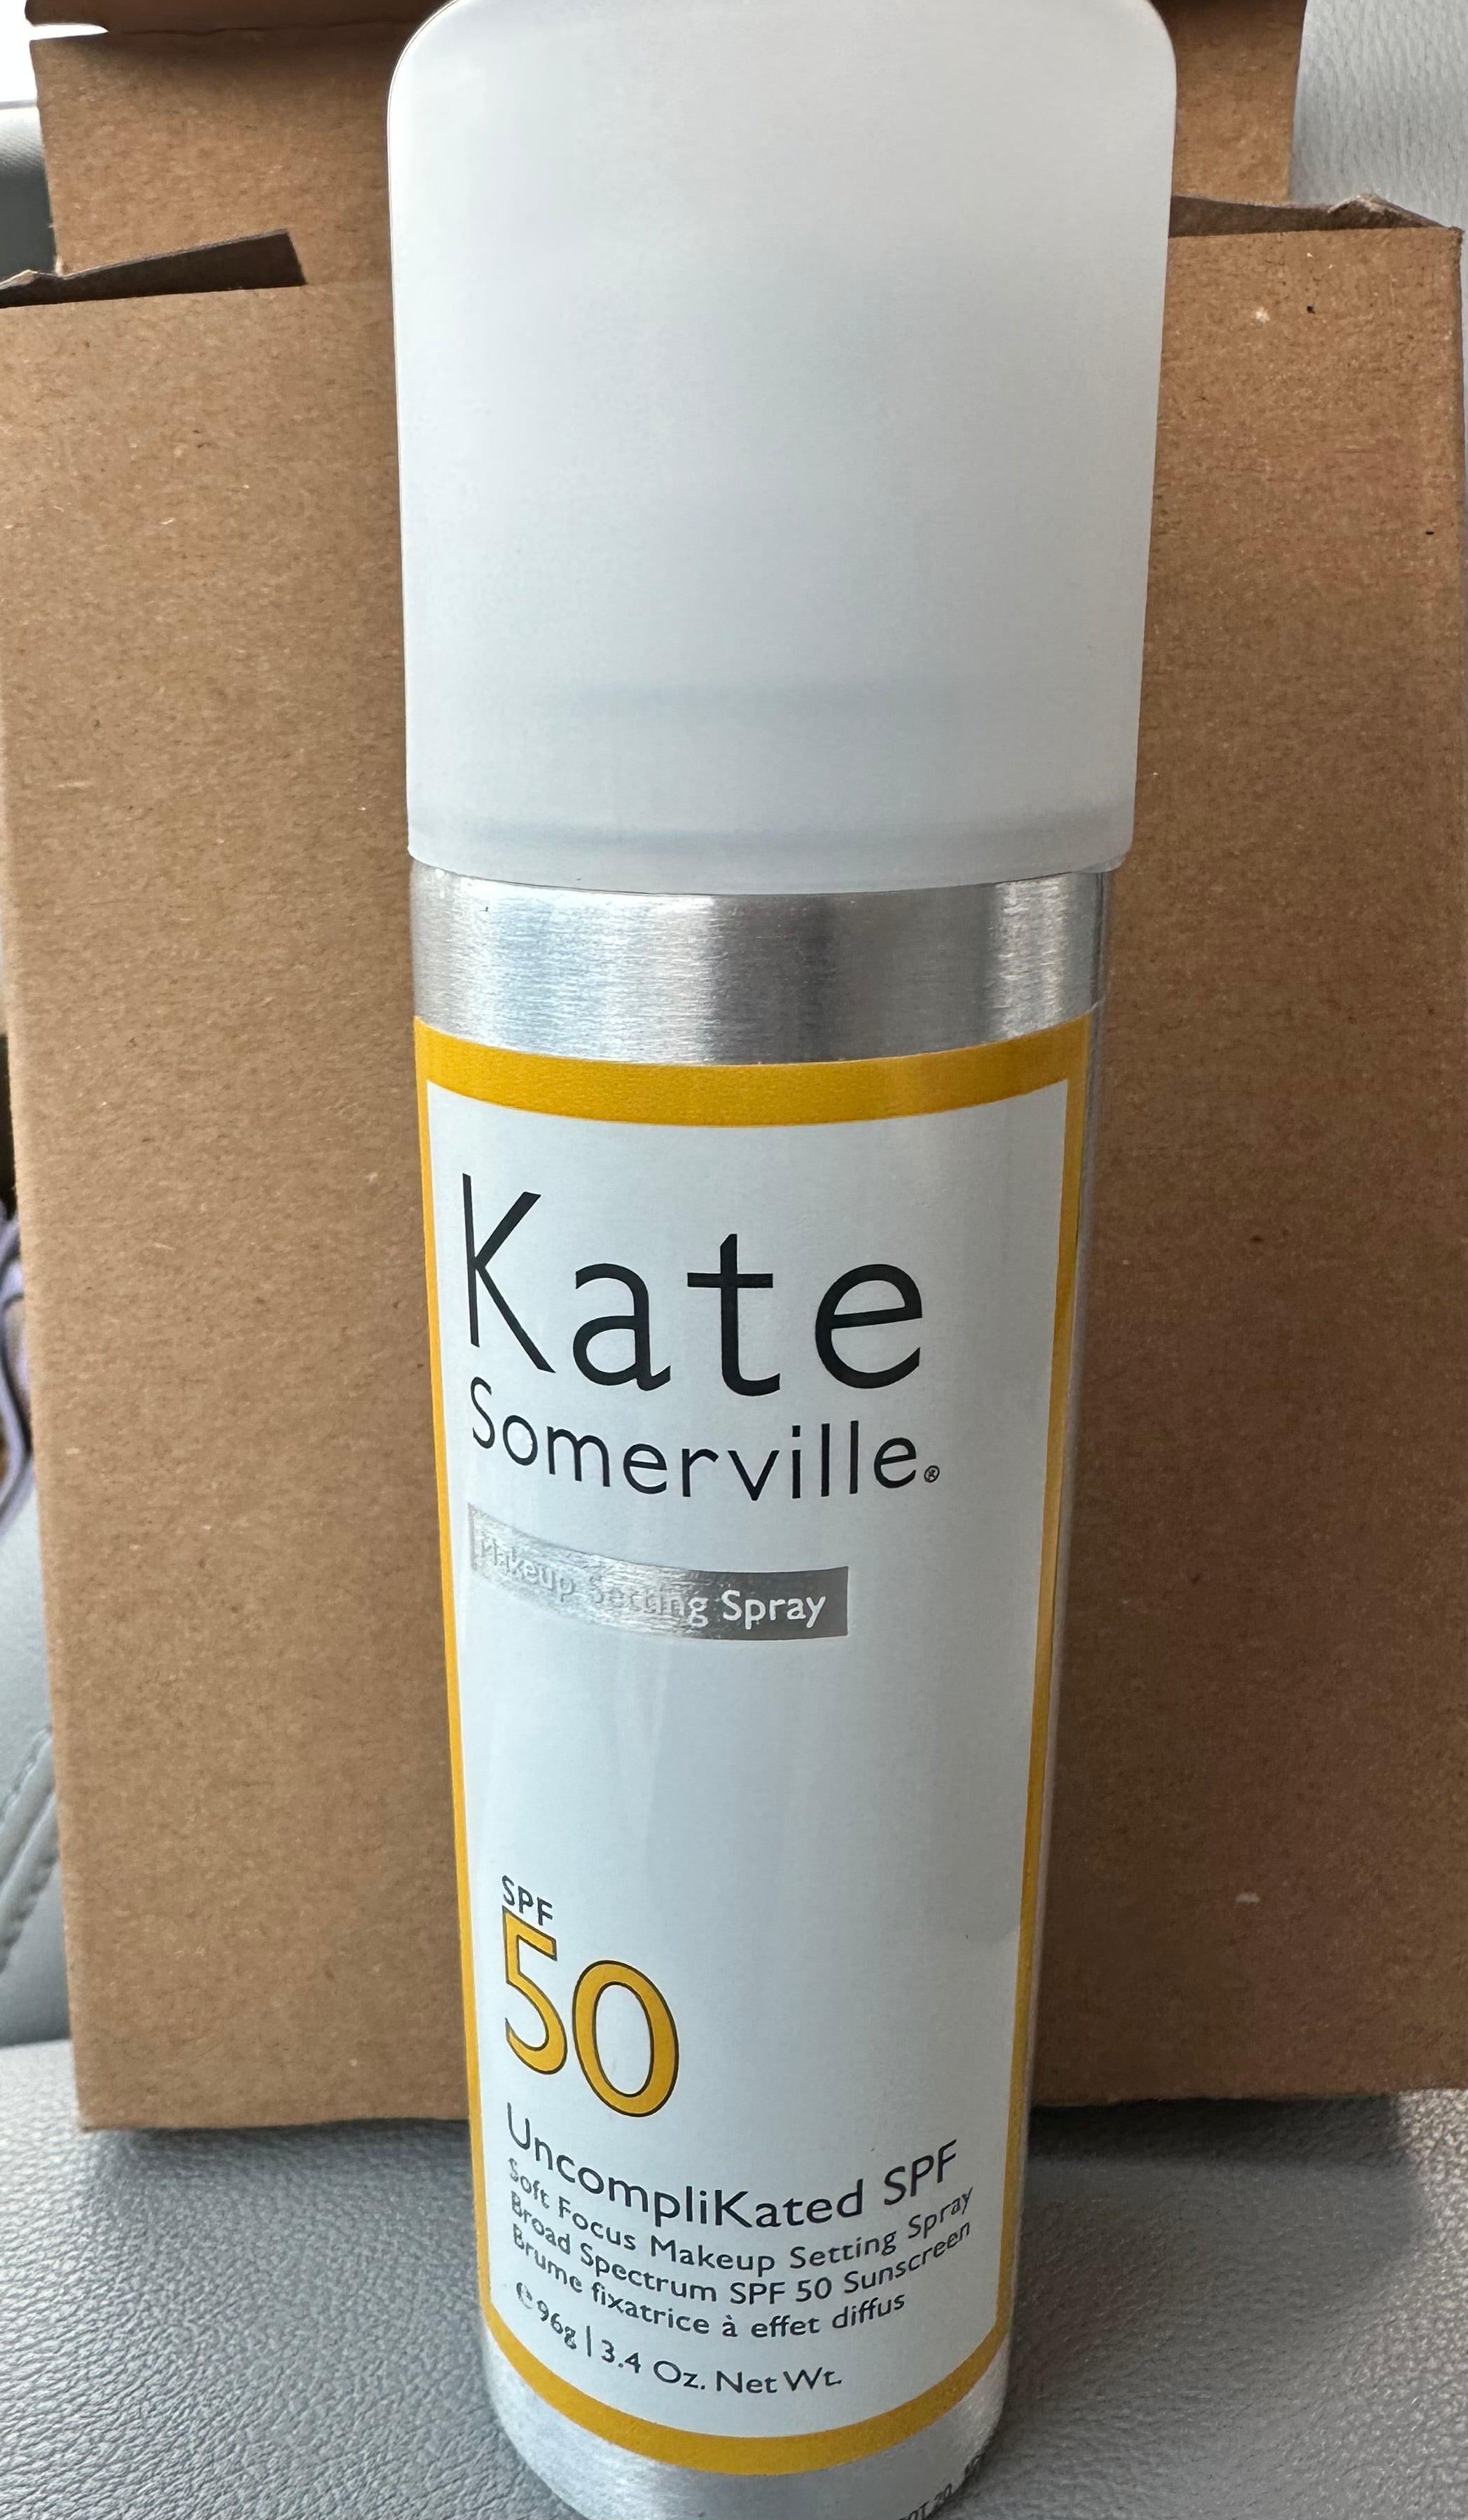 Kate
Somerville®
Makeup Setting Spray
SPF
50
UncompliKated SPF
Soft Focus Makeup Setting Spray
Broad Spectrum SPF 50 Sunscreen
Brume fixatrice à effet diffus
℮ 96g | 3.4 Oz. Net Wt.